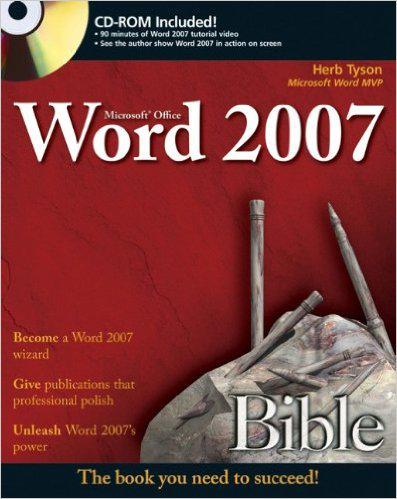 CD-ROM Included!
• 90 minutes of Word 2007 tutorial video
• See the author show Word 2007 in action on screen
Herb Tyson
Microsoft Word MVP
Microsoft® Office
Word 2007
Become a Word 2007
wizard
Give publications that
professional polish
Unleash Word 2007's
power
Bible
The book you need to succeed!